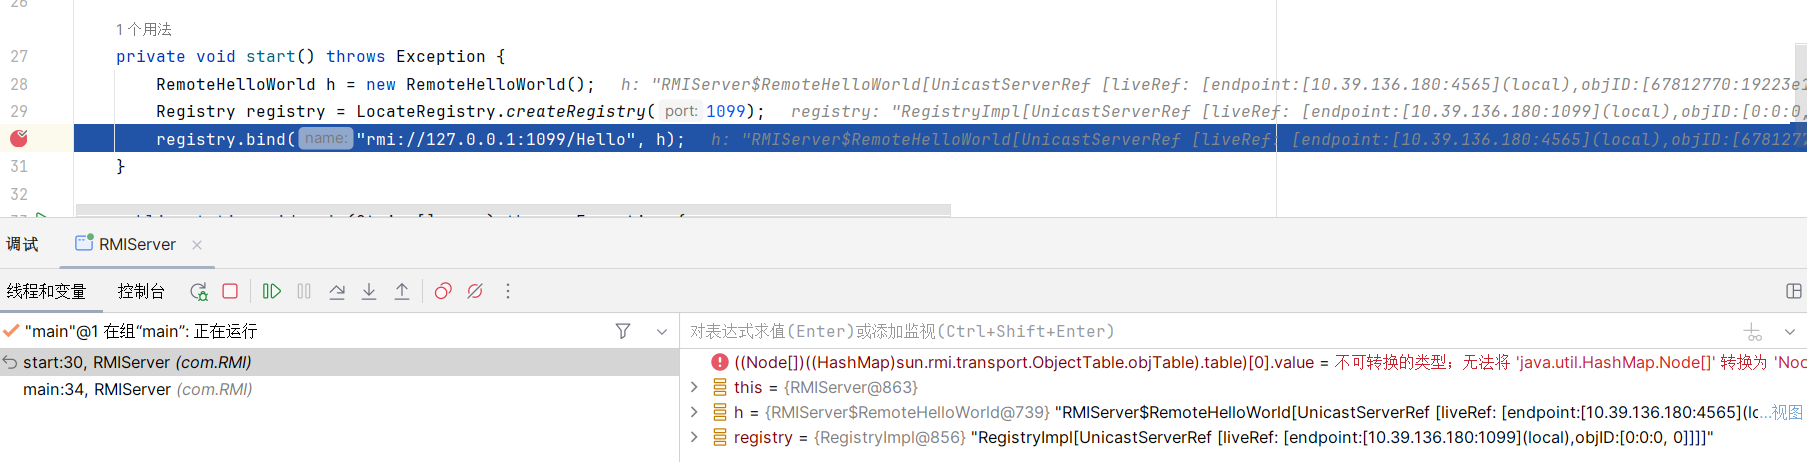 26
1 个用法
27 private void start() throws Exception {
28 RemoteHelloWorld h = new RemoteHelloWorld(); h: "RMIServer$RemoteHelloWorld[UnicastServerRef [liveRef: [endpoint:[10.39.136.180:4565](local),objID:[67812770:19223e1
29 Registry registry = LocateRegistry.createRegistry( port: 1099); registry: "RegistryImpl[UnicastServerRef [liveRef: [endpoint:[10.39.136.180:1099](local),objID:[0:0:0,
registry.bind( name: "rmi://127.0.0.1:1099/Hello", h); h: "RMIServer$RemoteHelloWorld[UnicastServerRef [liveRef: [endpoint:[10.39.136.180:4565](local),objID:[6781277
31 }
32
调试 RMIServer ×
线程和变量 控制台
"main"@1 在组“main”: 正在运行
对表达式求值(Enter)或添加监视(Ctrl+Shift+Enter)
start:30, RMIServer (com.RMI)
main:34, RMIServer (com.RMI)
((Node[])((HashMap)sun.rmi.transport.ObjectTable.objTable).table)[0].value = 不可转换的类型；无法将 'java.util.HashMap.Node[]' 转换为 'Noc
this = {RMIServer@863}
h = {RMIServer$RemoteHelloWorld@739} "RMIServer$RemoteHelloWorld[UnicastServerRef [liveRef: [endpoint:[10.39.136.180:4565](lo...视图
registry = {RegistryImpl@856} "RegistryImpl[UnicastServerRef [liveRef: [endpoint:[10.39.136.180:1099](local),objID:[0:0:0, 0]]]]"